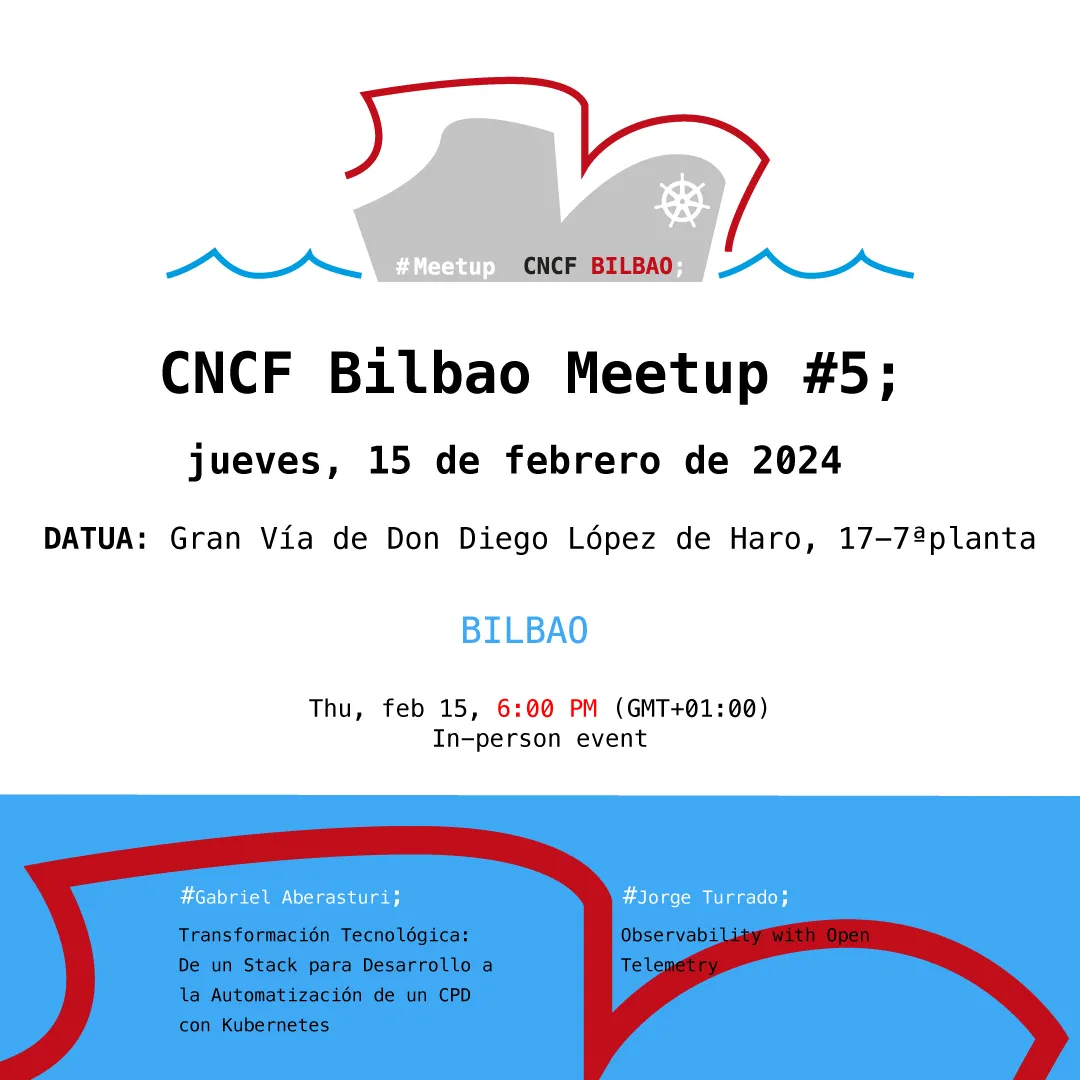 #Meetup CNCF BILBAO;
CNCF Bilbao Meetup #5;
jueves, 15 de febrero de 2024
DATUA: Gran Vía de Don Diego López de Haro, 17-7ªplanta
BILBAO
Thu, feb 15, 6:00 PM (GMT+01:00)
In-person event
#Gabriel Aberasturi;
Transformación Tecnológica:
De un Stack para Desarrollo a
la Automatización de un CPD
con Kubernetes
#Jorge Turrado;
Observability with Open
Telemetry